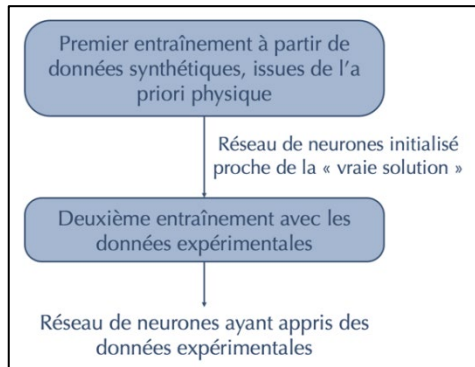 Premier entraînement à partir de
données synthétiques, issues de l'a
priori physique
Réseau de neurones initialisé
proche de la « vraie solution »
Deuxième entraînement avec les
données expérimentales
Réseau de neurones ayant appris des
données expérimentales